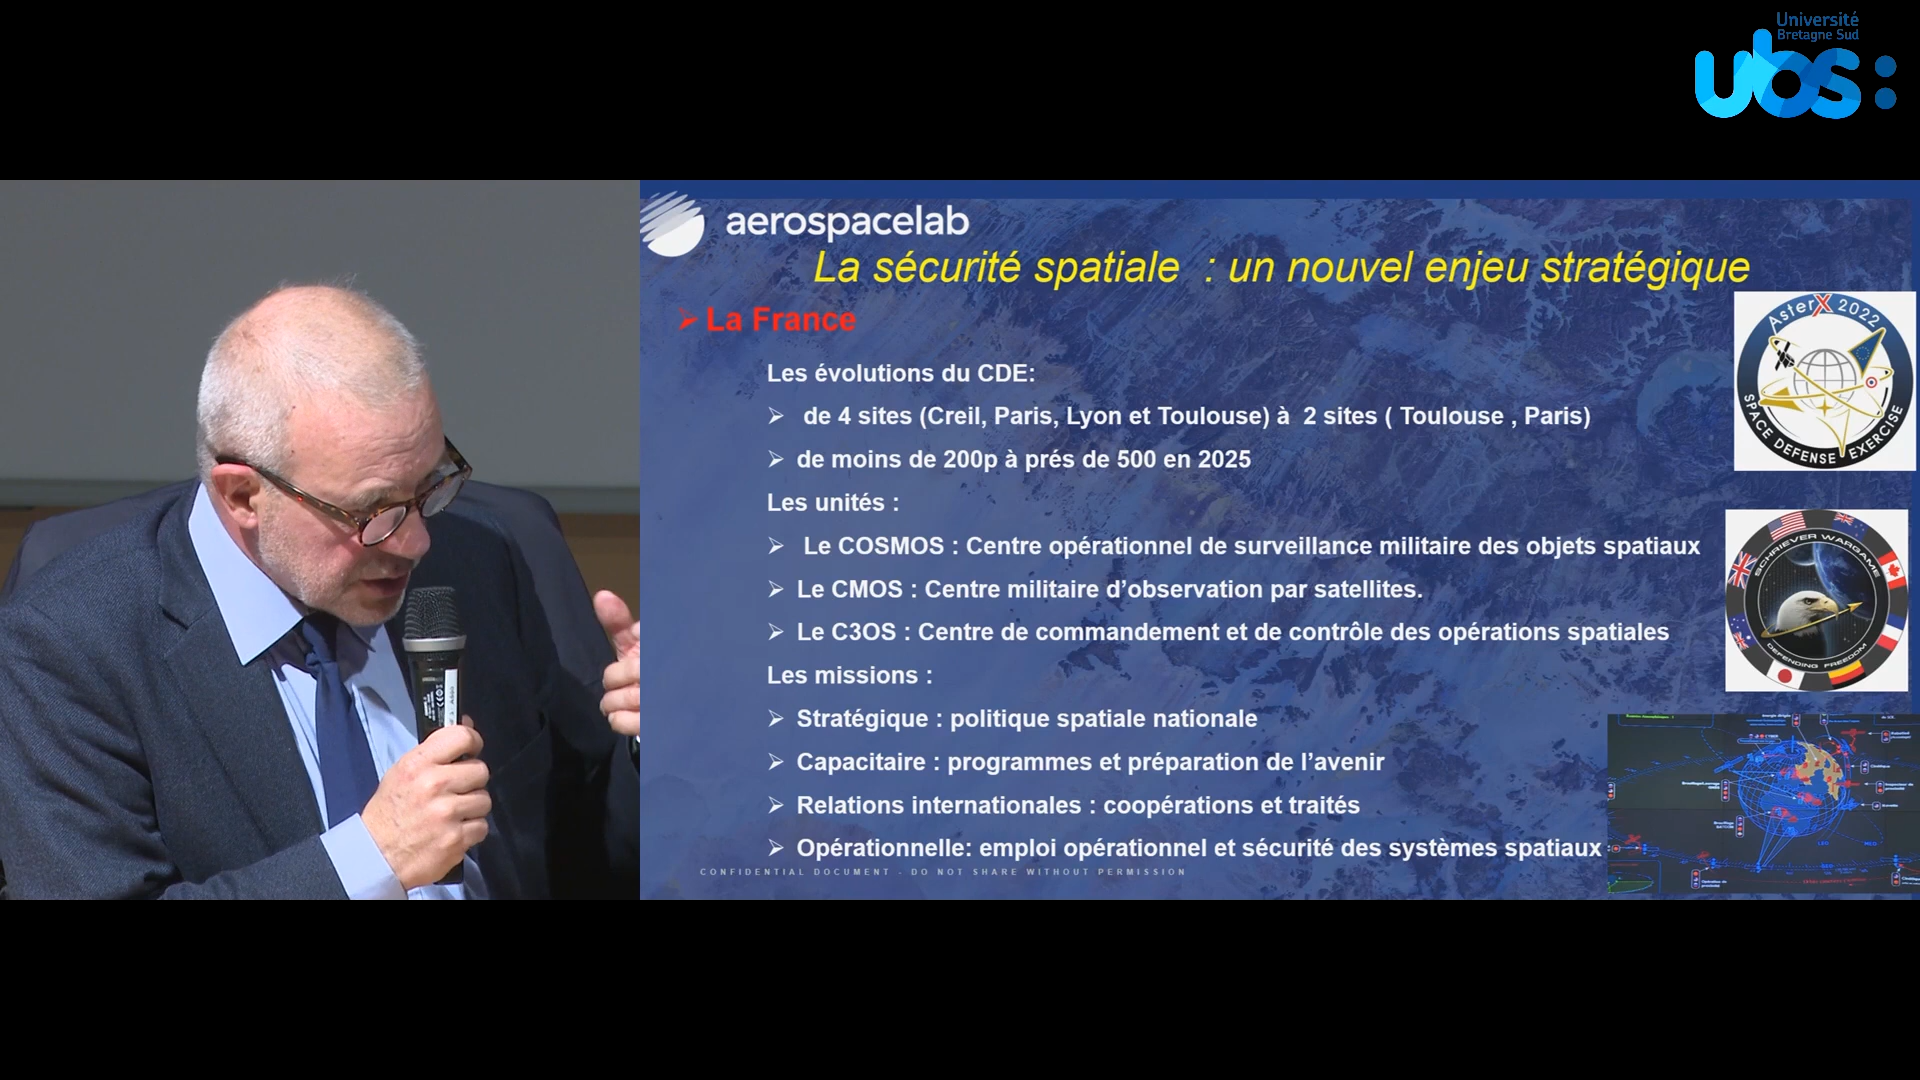 Université
Bretagne Sud
ubs:
aerospacelab
La sécurité spatiale : un nouvel enjeu stratégique
➢ La France
Les évolutions du CDE:
➢ de 4 sites (Creil, Paris, Lyon et Toulouse) à 2 sites ( Toulouse , Paris)
➢ de moins de 200p à prés de 500 en 2025
Les unités :
➢ Le COSMOS : Centre opérationnel de surveillance militaire des objets spatiaux
➢ Le CMOS : Centre militaire d’observation par satellites.
➢ Le C3OS : Centre de commandement et de contrôle des opérations spatiales
Les missions :
➢ Stratégique : politique spatiale nationale
➢ Capacitaire : programmes et préparation de l’avenir
➢ Relations internationales : coopérations et traités
➢ Opérationnelle: emploi opérationnel et sécurité des systèmes spatiaux
CONFIDENTIAL DOCUMENT - DO NOT SHARE WITHOUT PERMISSION
AsterX 2022
SPACE DEFENSE EXERCISE
SCHRIEVER WARGAME
DEFENDING FREEDOM